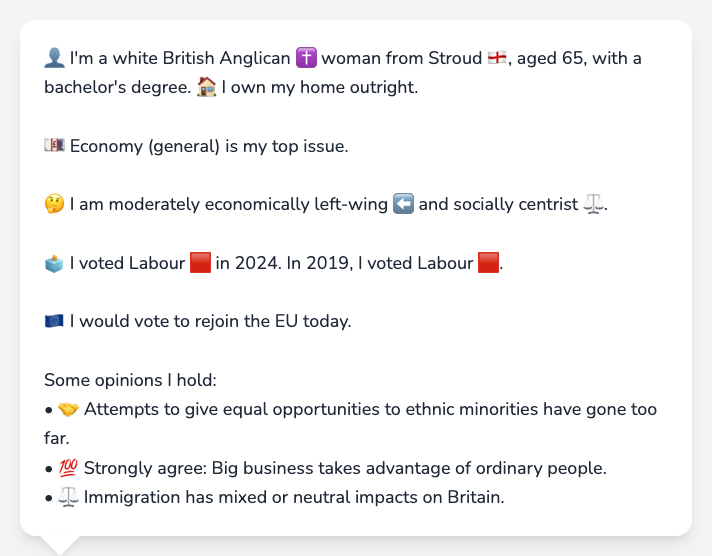 👤 I'm a white British Anglican ✝️ woman from Stroud 🏴󠁧󠁢󠁥󠁮󠁧󠁿, aged 65, with a
bachelor's degree. 🏠 I own my home outright.
💷 Economy (general) is my top issue.
🤔 I am moderately economically left-wing ⬅️ and socially centrist ⚖️.
🗳️ I voted Labour 🟥 in 2024. In 2019, I voted Labour 🟥.
🇪🇺 I would vote to rejoin the EU today.
Some opinions I hold:
• 🤝 Attempts to give equal opportunities to ethnic minorities have gone too
far.
• 💯 Strongly agree: Big business takes advantage of ordinary people.
• ⚖️ Immigration has mixed or neutral impacts on Britain.